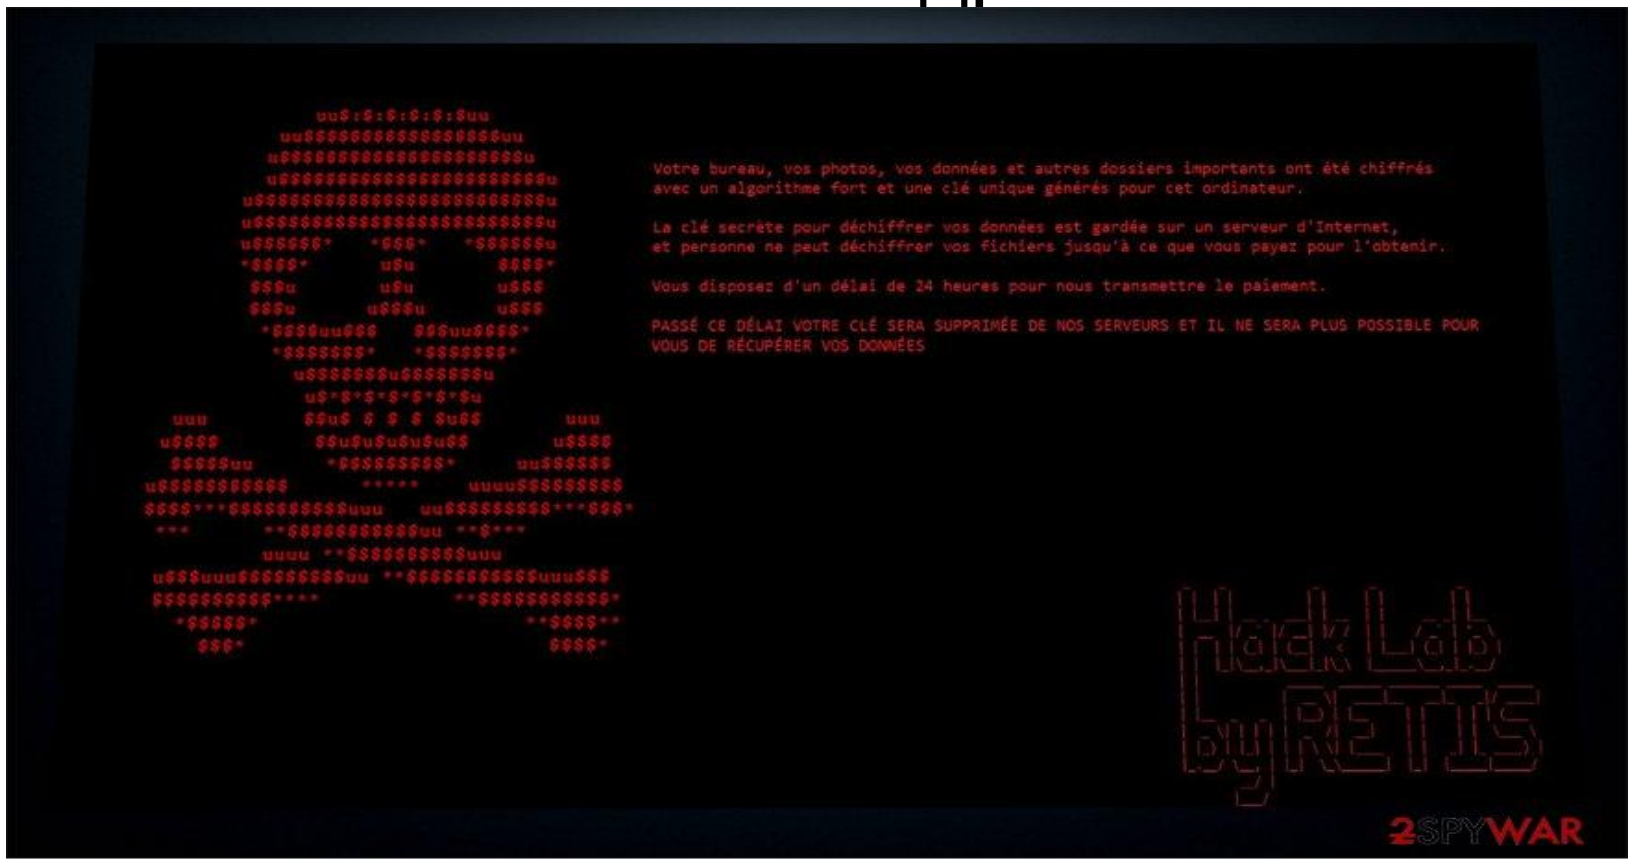 Votre bureau, vos photos, vos données et autres dossiers importants ont été chiffrés
avec un algorithme fort et une clé unique générés pour cet ordinateur.
La clé secrète pour déchiffrer vos données est gardée sur un serveur d'Internet,
et personne ne peut déchiffrer vos fichiers jusqu'à ce que vous payez pour l'obtenir.
Vous disposez d'un délai de 24 heures pour nous transmettre le paiement.
PASSÉ CE DÉLAI VOTRE CLÉ SERA SUPPRIMÉE DE NOS SERVEURS ET IL NE SERA PLUS POSSIBLE POUR
VOUS DE RÉCUPÉRER VOS DONNÉES
Hack Lab
by RETIS
2SPYWAR